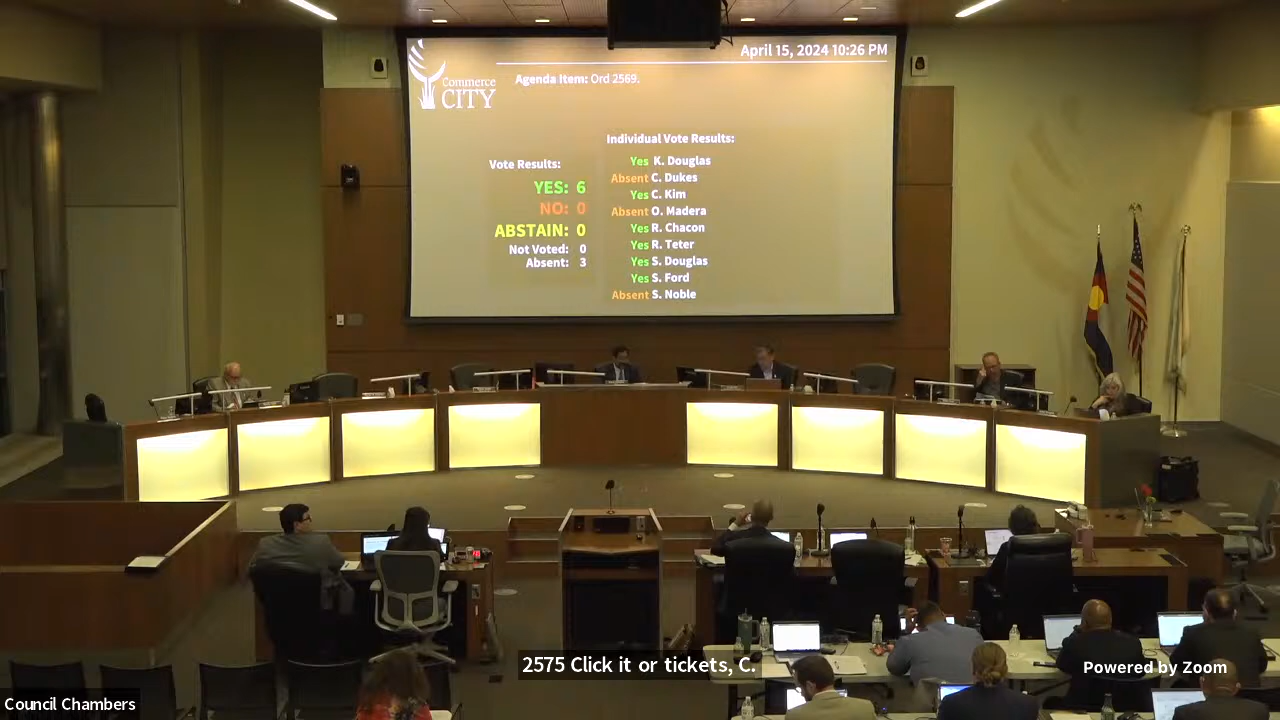 April 15, 2024 10:26 PM
Commerce
CITY
Agenda Item: Ord 2569.
Individual Vote Results:
Vote Results:
YES: 6
NO: 0
ABSTAIN: 0
Not Voted: 0
Absent: 3
Yes K. Douglas
Absent C. Dukes
Yes C. Kim
Absent O. Madera
Yes R. Chacon
Yes R. Teter
Yes S. Douglas
Yes S. Ford
Absent S. Noble
2575 Click it or tickets, C.
Powered by Zoom
Council Chambers